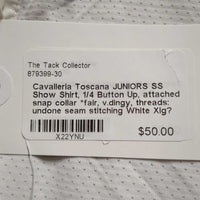 The Tack Collector
879399-30
Cavalleria Toscana JUNIORS SS
Show Shirt, 1/4 Button Up, attached
snap collar *fair, v.dingy, threads:
undone seam stitching White Xlg?
X22YNU
$50.00